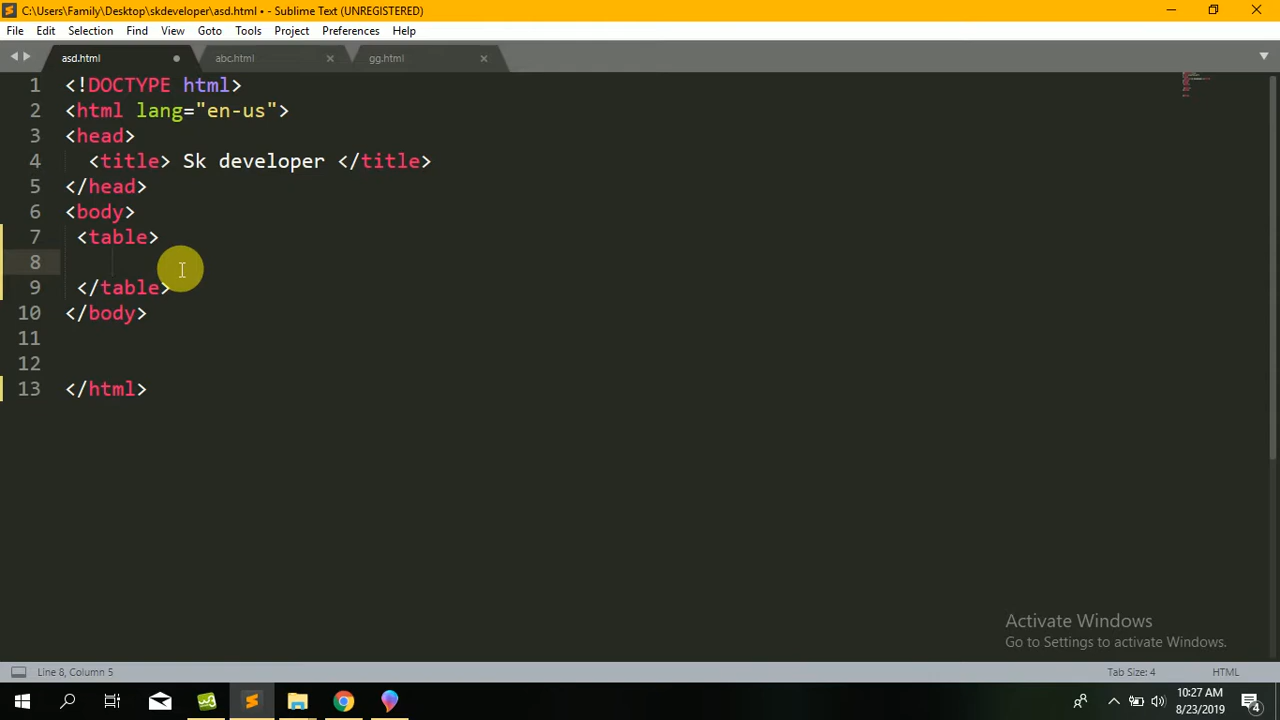 C:\Users\Family\Desktop\skdeveloper\asd.html • - Sublime Text (UNREGISTERED)
File Edit Selection Find View Goto Tools Project Preferences Help
asd.html abc.html gg.html
1 <!DOCTYPE html>
2 <html lang="en-us">
3 <head>
4 <title> Sk developer </title>
5 </head>
6 <body>
7 <table>
8
9 </table>
10 </body>
11
12
13 </html>
Activate Windows
Go to Settings to activate Windows.
Line 8, Column 5 Tab Size: 4 HTML
10:27 AM
8/23/2019 4